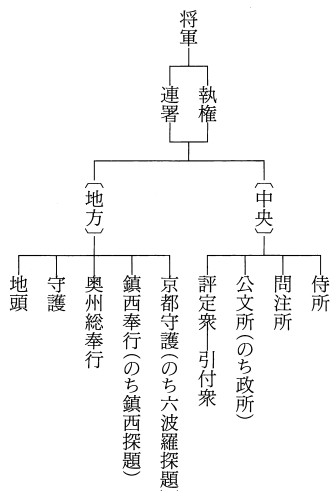 将軍
執権
連署
〔中央〕
侍所
問注所
公文所(のち政所)
評定衆―引付衆
〔地方〕
京都守護(のち六波羅探題)
鎮西奉行(のち鎮西探題)
奥州総奉行
守護
地頭